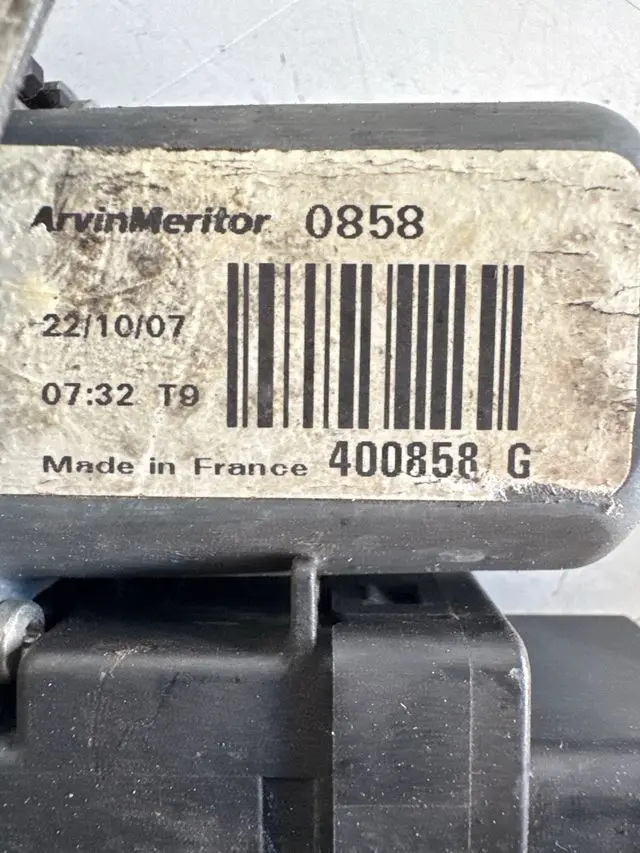 ArvinMeritor 0858
22/10/07
07:32 T9
Made in France 400858 G